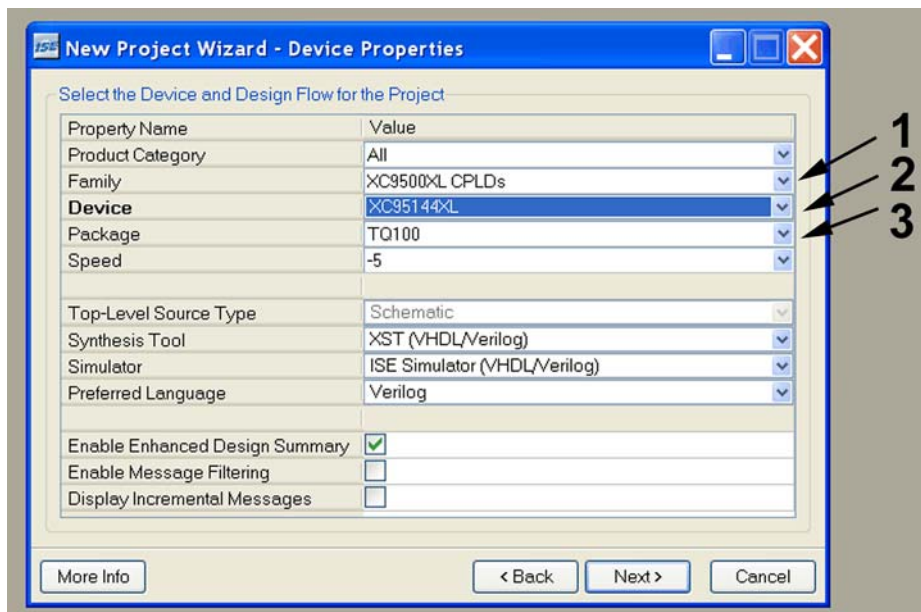 ISE New Project Wizard - Device Properties
Select the Device and Design Flow for the Project
Property Name Value
Product Category All
Family XC9500XL CPLDs
Device XC95144XL
Package TQ100
Speed -5
Top-Level Source Type Schematic
Synthesis Tool XST (VHDL/Verilog)
Simulator ISE Simulator (VHDL/Verilog)
Preferred Language Verilog
Enable Enhanced Design Summary
Enable Message Filtering
Display Incremental Messages
More Info < Back Next > Cancel
1
2
3